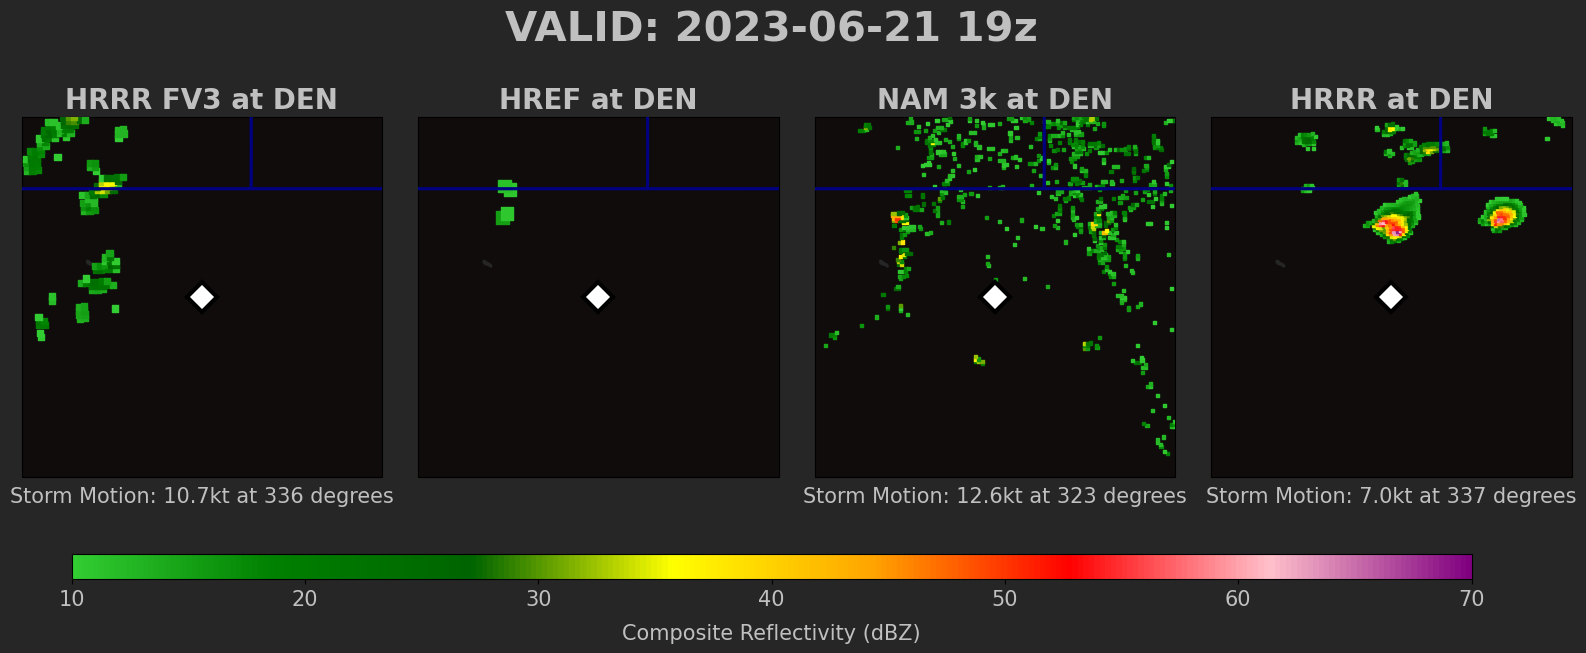 VALID: 2023-06-21 19z
HRRR FV3 at DEN
HREF at DEN
NAM 3k at DEN
HRRR at DEN
Storm Motion: 10.7kt at 336 degrees
Storm Motion: 12.6kt at 323 degrees
Storm Motion: 7.0kt at 337 degrees
10 20 30 40 50 60 70
Composite Reflectivity (dBZ)